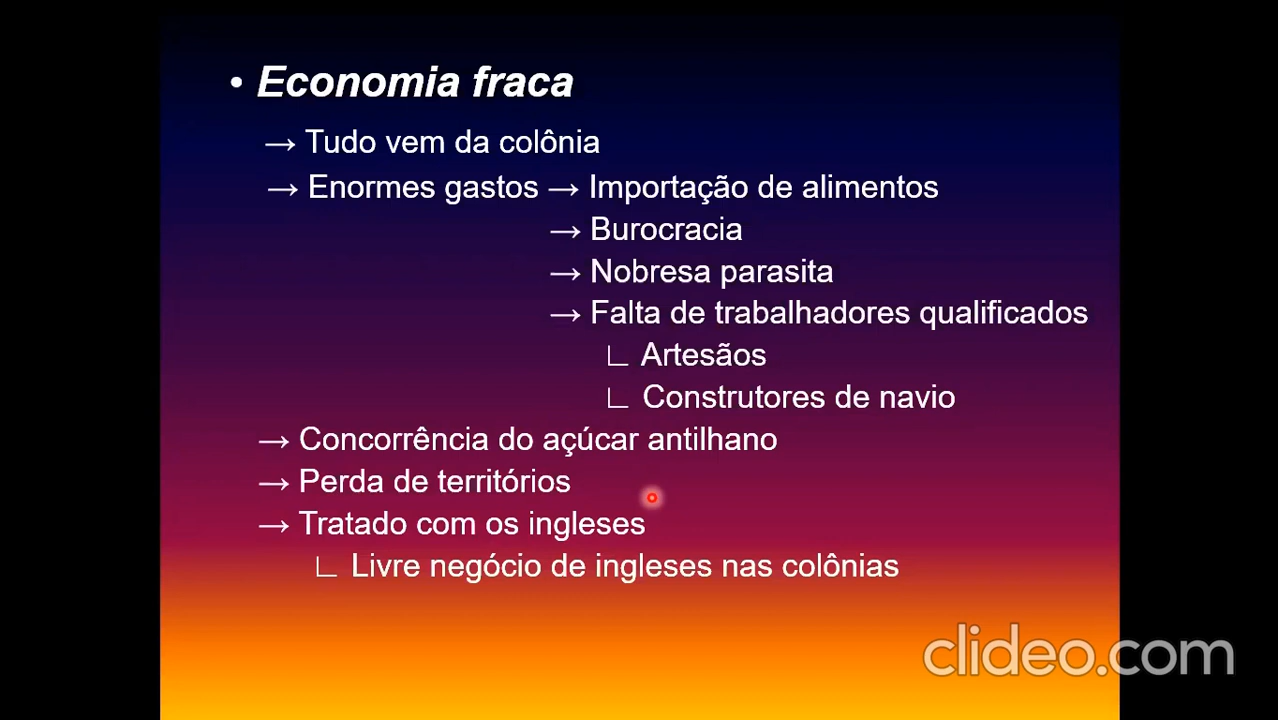 • Economia fraca
→ Tudo vem da colônia
→ Enormes gastos → Importação de alimentos
→ Burocracia
→ Nobresa parasita
→ Falta de trabalhadores qualificados
∟ Artesãos
∟ Construtores de navio
→ Concorrência do açúcar antilhano
→ Perda de territórios
→ Tratado com os ingleses
∟ Livre negócio de ingleses nas colônias
clideo.com